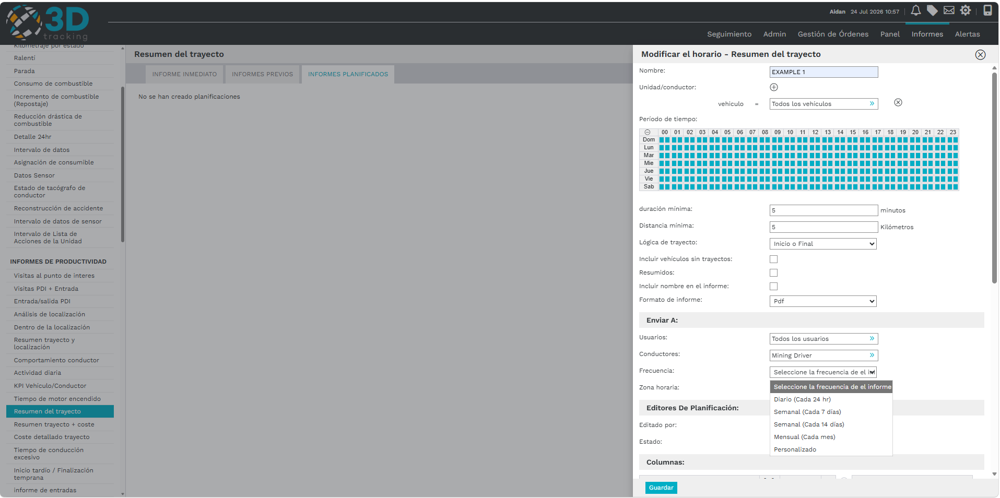 3D
tracking
Aidan 24 Jul 2026 10:57
Seguimiento Admin Gestión de Órdenes Panel Informes Alertas
Kilometraje por estado
Ralentí
Parada
Consumo de combustible
Incremento de combustible
(Repostaje)
Reducción drástica de
combustible
Detalle 24hr
Intervalo de datos
Asignación de consumible
Datos Sensor
Estado de tacógrafo de
conductor
Reconstrucción de accidente
Intervalo de datos de sensor
Intervalo de Lista de
Acciones de la Unidad
INFORMES DE PRODUCTIVIDAD
Visitas al punto de interes
Visitas PDI + Entrada
Entrada/salida PDI
Análisis de localización
Dentro de la localización
Resumen trayecto y
localización
Comportamiento conductor
Actividad diaria
KPI Vehículo/Conductor
Tiempo de motor encendido
Resumen del trayecto
Resumen trayecto + coste
Coste detallado trayecto
Tiempo de conducción
excesivo
Inicio tardío / Finalización
temprana
informe de entradas
Resumen del trayecto
INFORME INMEDIATO INFORMES PREVIOS INFORMES PLANIFICADOS
No se han creado planificaciones
Modificar el horario - Resumen del trayecto
Nombre: EXAMPLE 1
Unidad/conductor:
vehiculo = Todos los vehículos »
Período de tiempo:
00 01 02 03 04 05 06 07 08 09 10 11 12 13 14 15 16 17 18 19 20 21 22 23
Dom
Lun
Mar
Mie
Jue
Vie
Sab
duración mínima: 5 minutos
Distancia mínima: 5 Kilómetros
Lógica de trayecto: Inicio o Final
Incluir vehículos sin trayectos:
Resumidos:
Incluir nombre en el informe:
Formato de informe: Pdf
Enviar A:
Usuarios: Todos los usuarios »
Conductores: Mining Driver »
Frecuencia: Seleccione la frecuencia de el
Zona horaria:
Seleccione la frecuencia de el informe
Diario (Cada 24 hr)
Semanal (Cada 7 días)
Semanal (Cada 14 días)
Mensual (Cada mes)
Personalizado
Editores De Planificación:
Editado por:
Estado:
Columnas:
Guardar